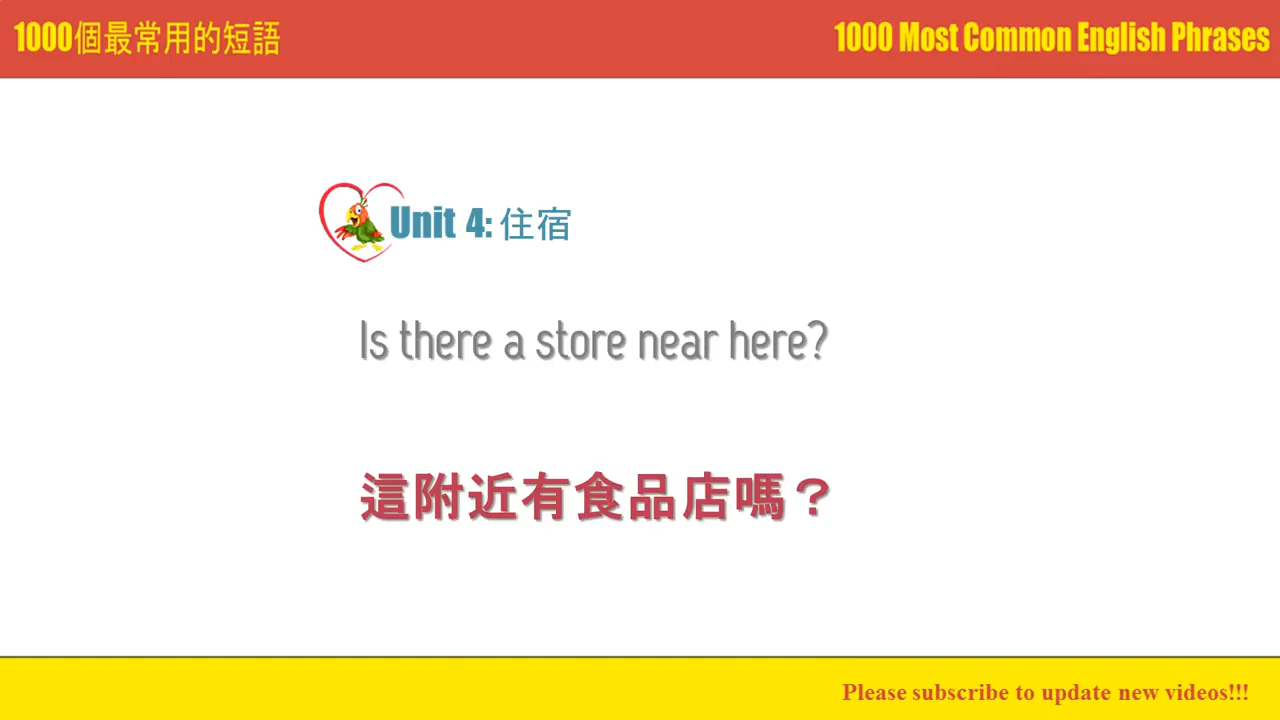 1000個最常用的短語
1000 Most Common English Phrases
Unit 4: 住宿
Is there a store near here?
這附近有食品店嗎？
Please subscribe to update new videos!!!